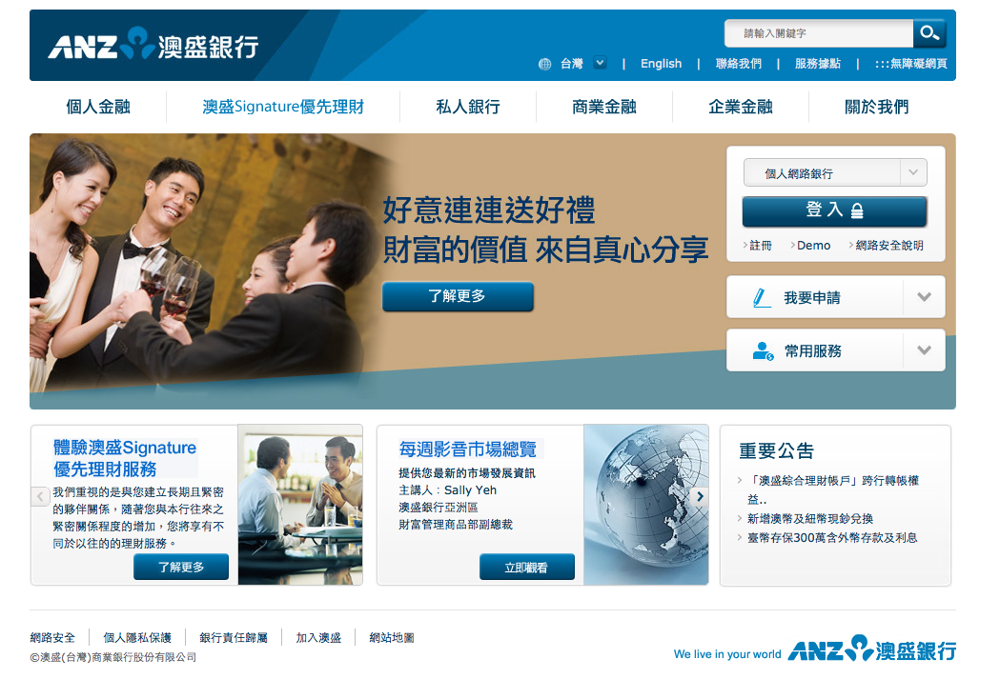 ANZ 澳盛銀行
請輸入關鍵字
台灣 | English | 聯絡我們 | 服務據點 | :::無障礙網頁
個人金融 澳盛Signature優先理財 私人銀行 商業金融 企業金融 關於我們
好意連連送好禮
財富的價值 來自真心分享
了解更多
個人網路銀行
登入
註冊 Demo 網路安全說明
我要申請
常用服務
體驗澳盛Signature
優先理財服務
我們重視的是與您建立長期且緊密
的夥伴關係，隨著您與本行往來之
緊密關係程度的增加，您將享有不
同於以往的的理財服務。
了解更多
每週影音市場總覽
提供您最新的市場發展資訊
主講人：Sally Yeh
澳盛銀行亞洲區
財富管理商品部副總裁
立即觀看
重要公告
「澳盛綜合理財帳戶」跨行轉帳權
益..
新增澳幣及紐幣現鈔兌換
臺幣存保300萬含外幣存款及利息
網路安全 個人隱私保護 銀行責任歸屬 加入澳盛 網站地圖
©澳盛(台灣)商業銀行股份有限公司
We live in your world ANZ 澳盛銀行